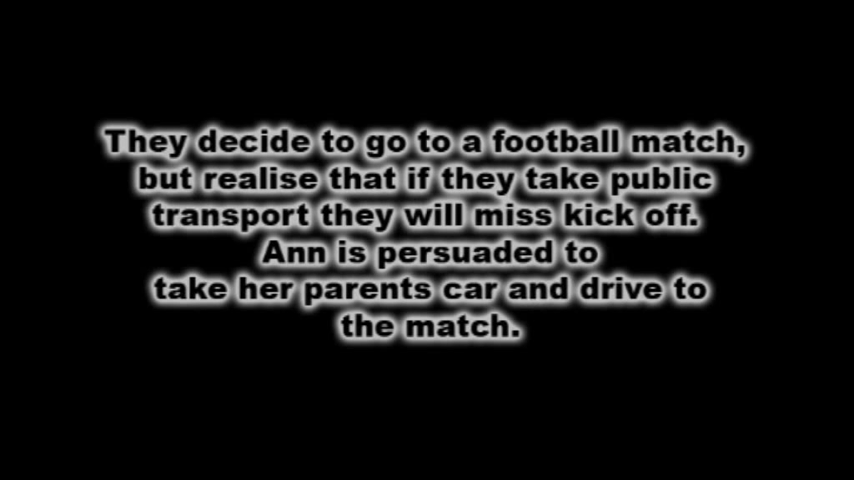 They decide to go to a football match,
but realise that if they take public
transport they will miss kick off.
Ann is persuaded to
take her parents car and drive to
the match.